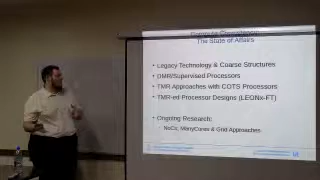 The State of Affairs
• Legacy Technology & Coarse Structures
• DMR/Supervised Processors
• TMR Approaches with COTS Processors
• TMR-ed Processor Designs (LEONx-FT)
• Ongoing Research:
• NoCs, ManyCores & Grid Approaches